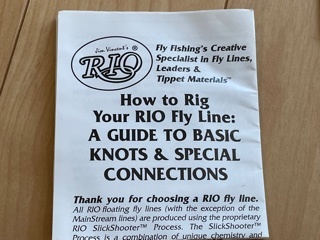 Jim Vincent's
RIO®
Fly Fishing's Creative
Specialist in Fly Lines,
Leaders &
Tippet Materials™
How to Rig
Your RIO Fly Line:
A GUIDE TO BASIC
KNOTS & SPECIAL
CONNECTIONS
Thank you for choosing a RIO fly line.
All RIO floating fly lines (with the exception of the
MainStream lines) are produced using the proprietary
RIO SlickShooter™ Process. The SlickShooter™
Process is a combination of unique chemistry and